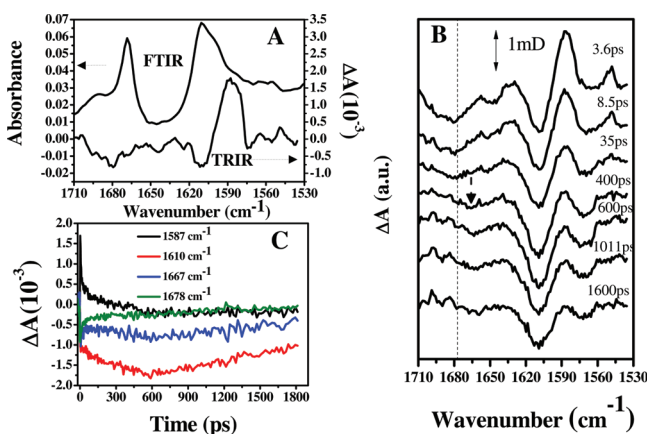 A
FTIR
TRIR
Absorbance
0.07
0.06
0.05
0.04
0.03
0.02
0.01
0.00
-0.01
-0.02
3.5
3.0
2.5
2.0
1.5
1.0
0.5
0.0
-0.5
-1.0
ΔA(10-3)
1710 1680 1650 1620 1590 1560 1530
Wavenumber (cm-1)
C
1587 cm-1
1610 cm-1
1667 cm-1
1678 cm-1
ΔA (10-3)
2.0
1.5
1.0
0.5
0.0
-0.5
-1.0
-1.5
-2.0
0 300 600 900 1200 1500 1800
Time (ps)
B
1mD
3.6ps
8.5ps
35ps
400ps
600ps
1011ps
1600ps
ΔA (a.u.)
1710 1680 1650 1620 1590 1560 1530
Wavenumber (cm-1)